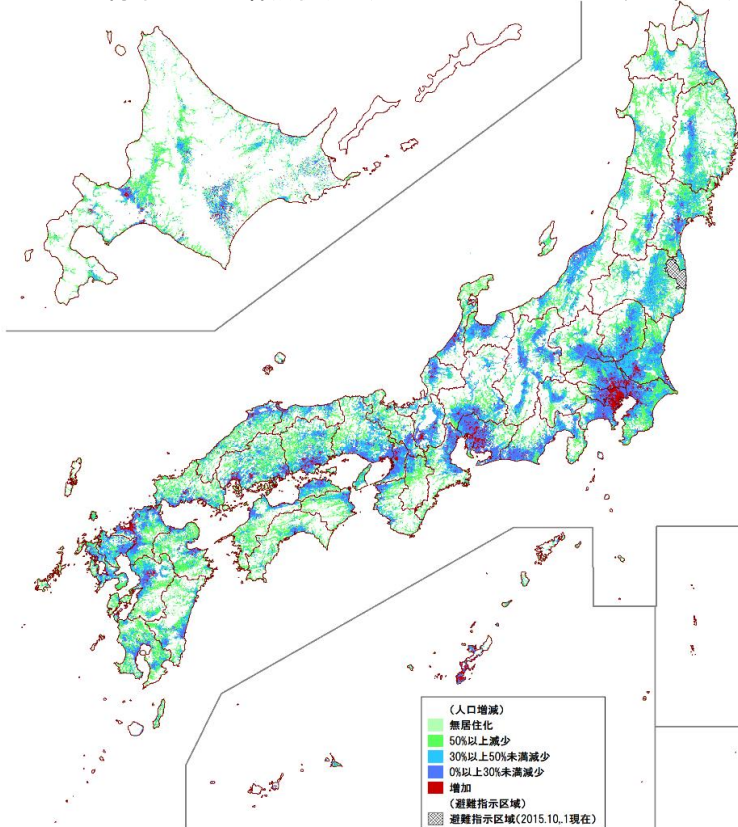 (人口増減)
無居住化
50%以上減少
30%以上50%未満減少
0%以上30%未満減少
増加
(避難指示区域)
避難指示区域(2015.10,.1現在)